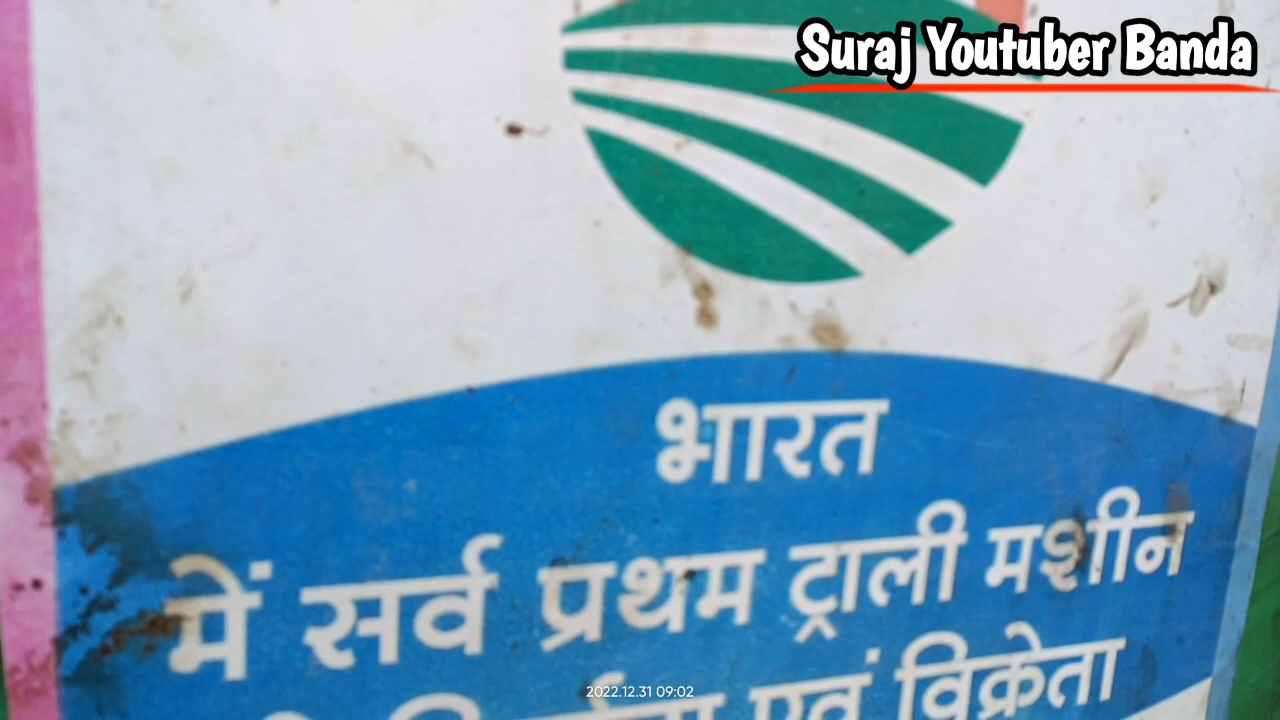 Suraj Youtuber Banda
भारत
में सर्व प्रथम ट्राली मशीन
एवं विक्रेता
2022.12.31 09:02